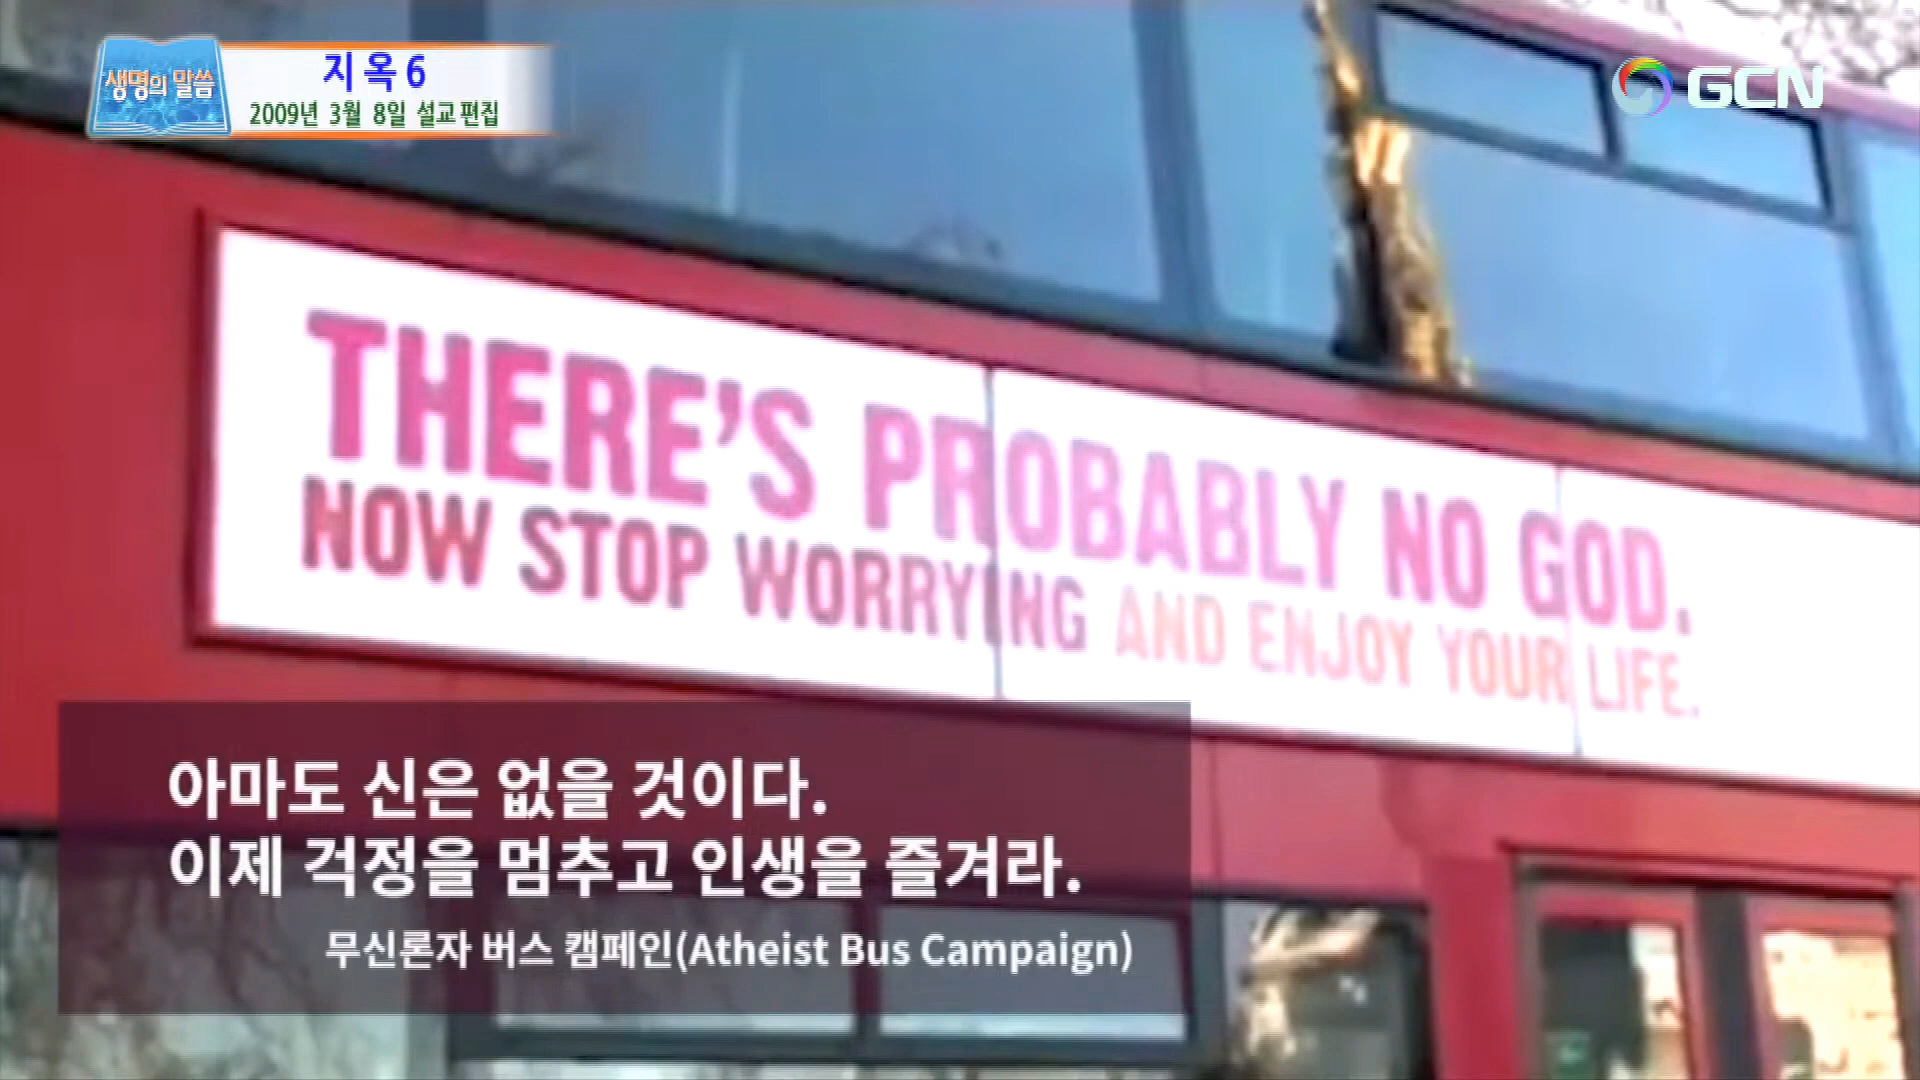 생명의 말씀
지옥6
2009년 3월 8일 설교편집
GCN
THERE'S PROBABLY NO GOD.
NOW STOP WORRYING AND ENJOY YOUR LIFE.
아마도 신은 없을 것이다.
이제 걱정을 멈추고 인생을 즐겨라.
무신론자 버스 캠페인(Atheist Bus Campaign)